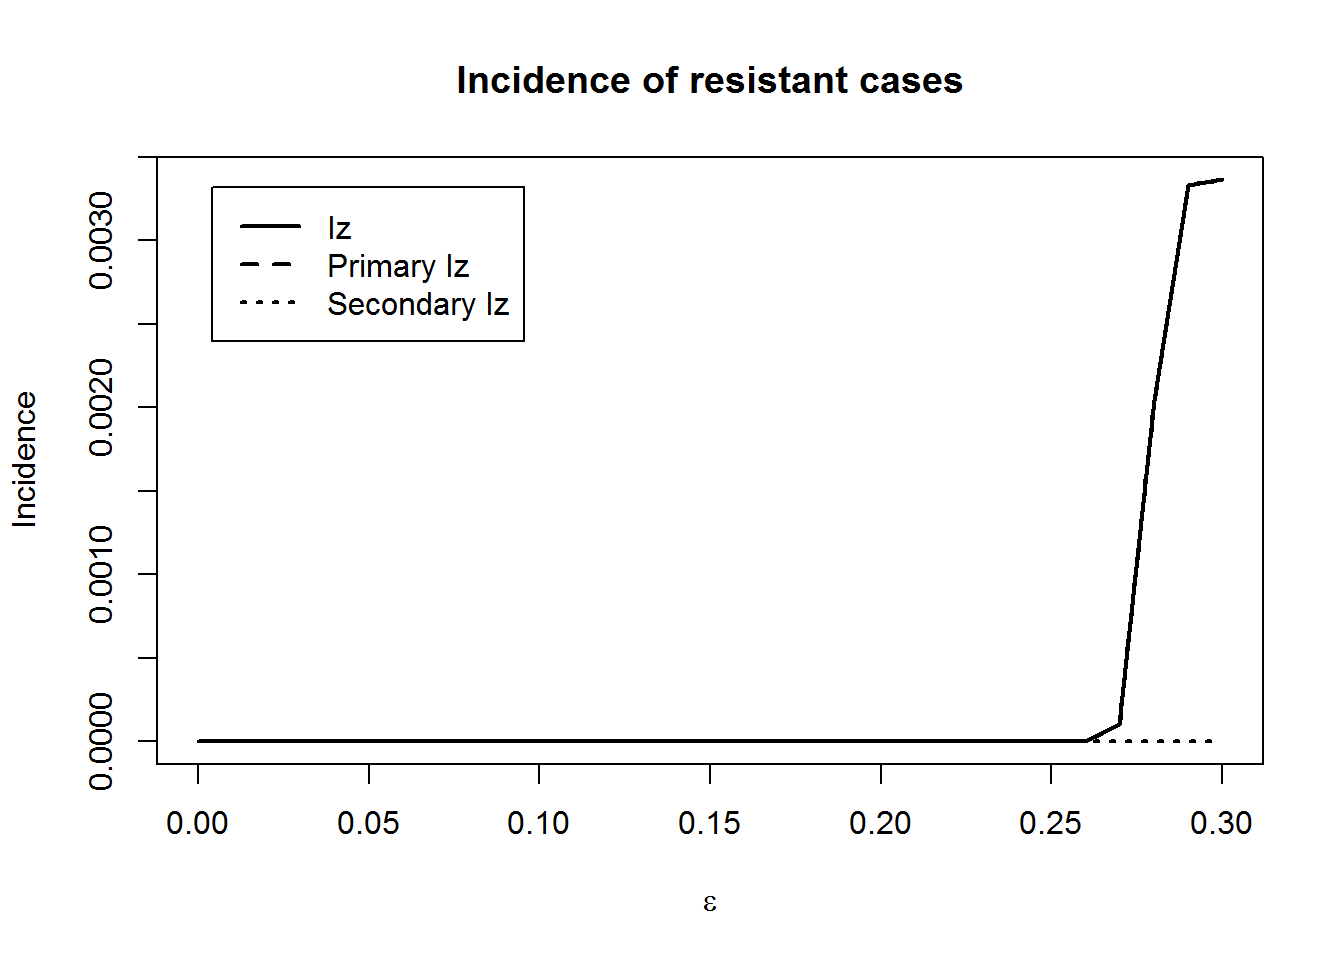 Incidence of resistant cases
Iz
Primary Iz
Secondary Iz
Incidence
0.0030
0.0020
0.0010
0.0000
0.00 0.05 0.10 0.15 0.20 0.25 0.30
ε